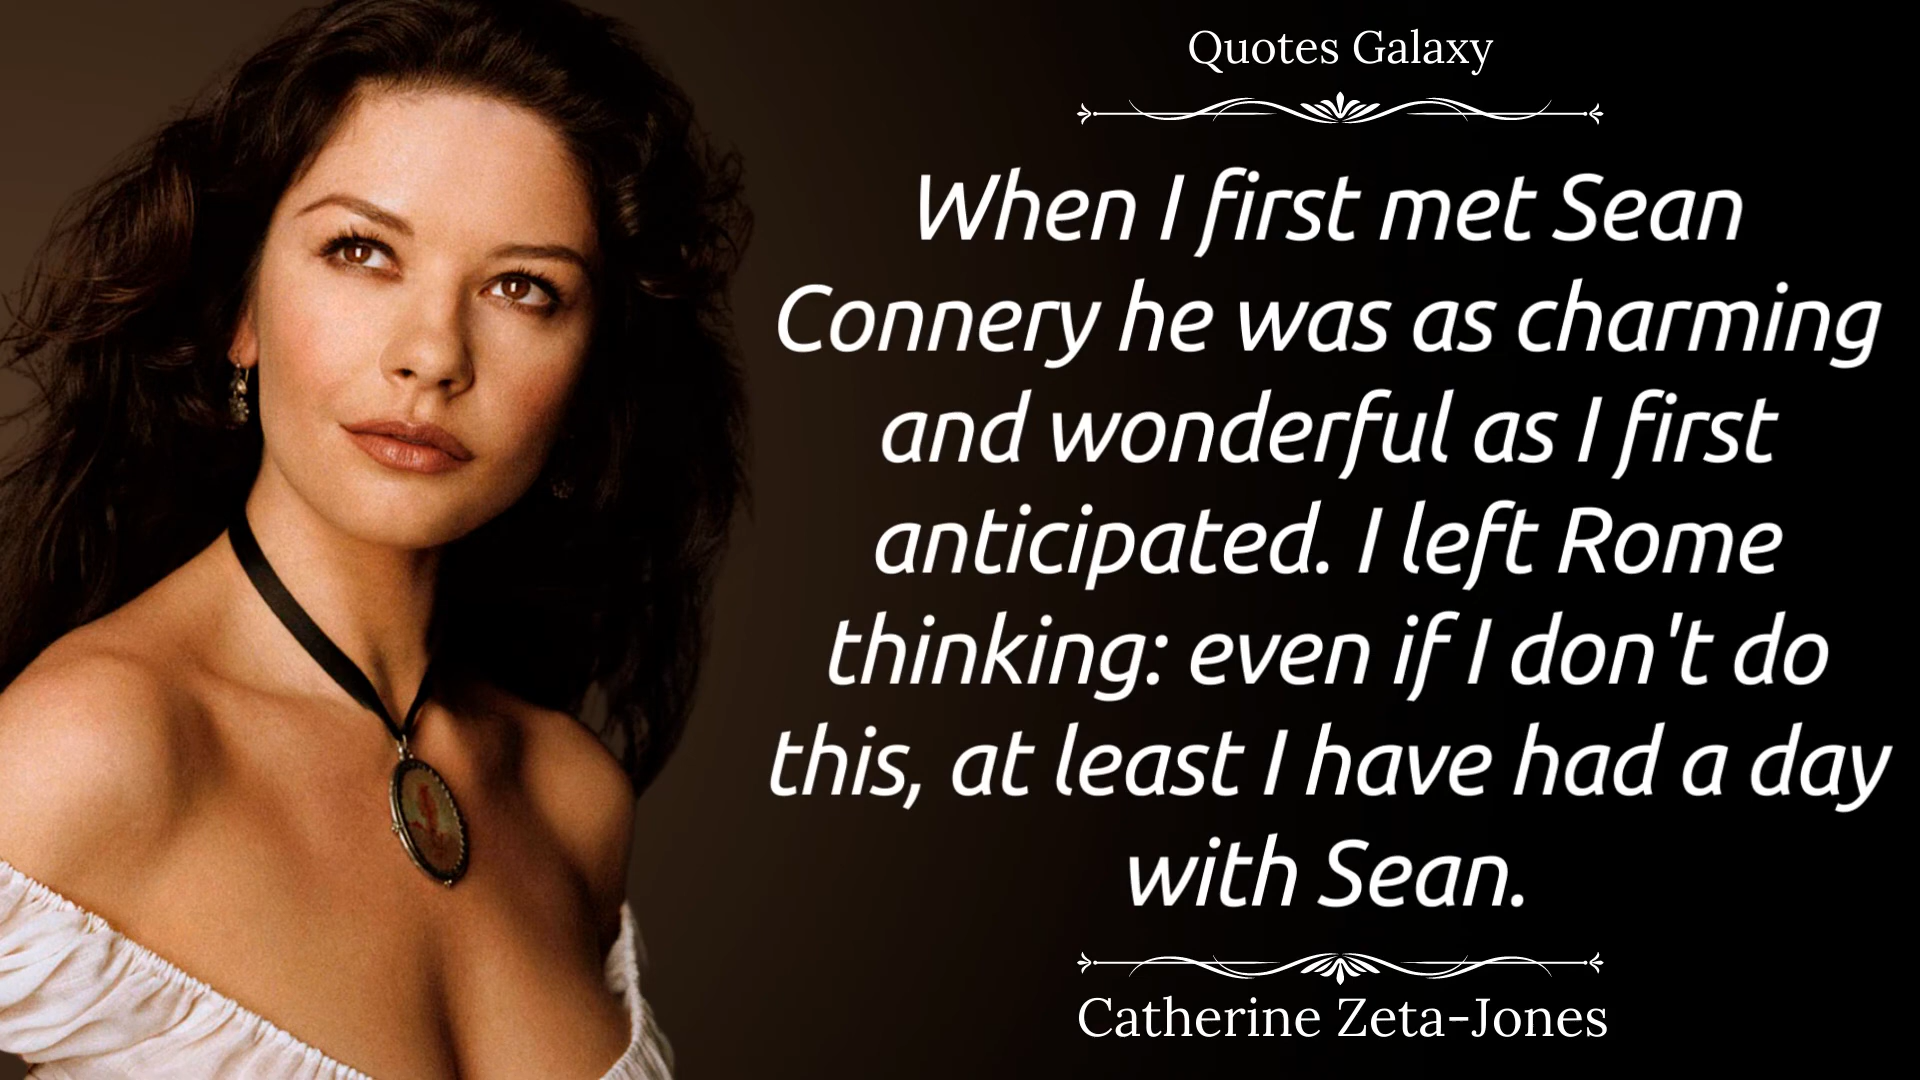 Quotes Galaxy
When I first met Sean
Connery he was as charming
and wonderful as I first
anticipated. I left Rome
thinking: even if I don't do
this, at least I have had a day
with Sean.
Catherine Zeta-Jones